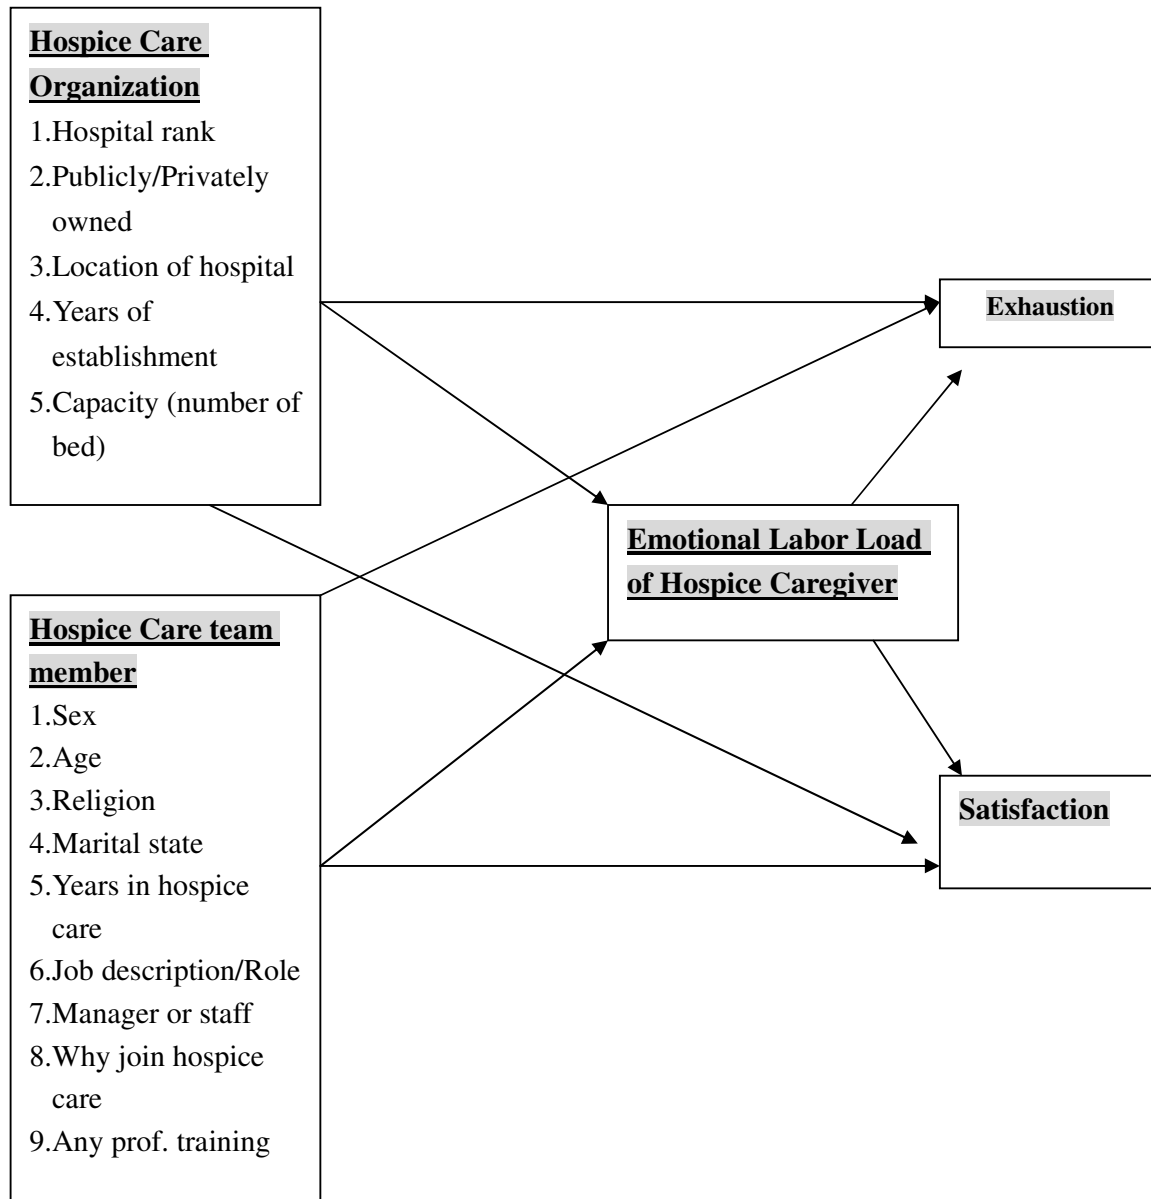 Hospice Care
Organization
1.Hospital rank
2.Publicly/Privately
owned
3.Location of hospital
4.Years of
establishment
5.Capacity (number of
bed)
Exhaustion
Emotional Labor Load
of Hospice Caregiver
Hospice Care team
member
1.Sex
2.Age
3.Religion
4.Marital state
5.Years in hospice
care
6.Job description/Role
7.Manager or staff
8.Why join hospice
care
9.Any prof. training
Satisfaction